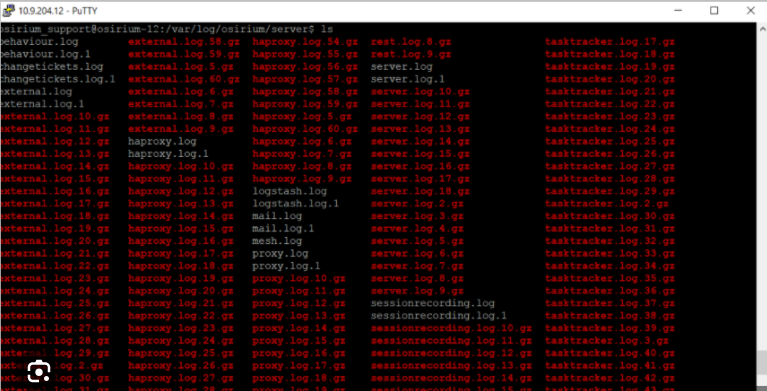 10.9.204.12 - PuTTY
osirium_support@osirium-12:/var/log/osirium/server$ ls
behaviour.log external.log.58.gz haproxy.log.54.gz rest.log.8.gz tasktracker.log.17.gz
behaviour.log.1 external.log.59.gz haproxy.log.55.gz rest.log.9.gz tasktracker.log.18.gz
changetickets.log external.log.5.gz haproxy.log.56.gz server.log tasktracker.log.19.gz
changetickets.log.1 external.log.60.gz haproxy.log.57.gz server.log.1 tasktracker.log.20.gz
external.log external.log.6.gz haproxy.log.58.gz server.log.10.gz tasktracker.log.21.gz
external.log.1 external.log.7.gz haproxy.log.59.gz server.log.11.gz tasktracker.log.22.gz
external.log.10.gz external.log.8.gz haproxy.log.5.gz server.log.12.gz tasktracker.log.23.gz
external.log.11.gz external.log.9.gz haproxy.log.60.gz server.log.13.gz tasktracker.log.24.gz
external.log.12.gz haproxy.log haproxy.log.6.gz server.log.14.gz tasktracker.log.25.gz
external.log.13.gz haproxy.log.1 haproxy.log.7.gz server.log.15.gz tasktracker.log.26.gz
external.log.14.gz haproxy.log.10.gz haproxy.log.8.gz server.log.16.gz tasktracker.log.27.gz
external.log.15.gz haproxy.log.11.gz haproxy.log.9.gz server.log.17.gz tasktracker.log.28.gz
external.log.16.gz haproxy.log.12.gz logstash.log server.log.18.gz tasktracker.log.29.gz
external.log.17.gz haproxy.log.13.gz logstash.log.1 server.log.2.gz tasktracker.log.2.gz
external.log.18.gz haproxy.log.14.gz mail.log server.log.3.gz tasktracker.log.30.gz
external.log.19.gz haproxy.log.15.gz mail.log.1 server.log.4.gz tasktracker.log.31.gz
external.log.20.gz haproxy.log.16.gz mesh.log server.log.5.gz tasktracker.log.32.gz
external.log.21.gz haproxy.log.17.gz proxy.log server.log.6.gz tasktracker.log.33.gz
external.log.22.gz haproxy.log.18.gz proxy.log.1 server.log.7.gz tasktracker.log.34.gz
external.log.23.gz haproxy.log.19.gz proxy.log.10.gz server.log.8.gz tasktracker.log.35.gz
external.log.24.gz haproxy.log.20.gz proxy.log.11.gz server.log.9.gz tasktracker.log.36.gz
external.log.25.gz haproxy.log.21.gz proxy.log.12.gz sessionrecording.log tasktracker.log.37.gz
external.log.26.gz haproxy.log.22.gz proxy.log.13.gz sessionrecording.log.1 tasktracker.log.38.gz
external.log.27.gz haproxy.log.23.gz proxy.log.14.gz sessionrecording.log.10.gz tasktracker.log.39.gz
external.log.28.gz haproxy.log.24.gz proxy.log.15.gz sessionrecording.log.11.gz tasktracker.log.3.gz
external.log.29.gz haproxy.log.25.gz proxy.log.16.gz sessionrecording.log.12.gz tasktracker.log.40.gz
.2.gz haproxy.log.26.gz proxy.log.17.gz sessionrecording.log.13.gz tasktracker.log.41.gz
.30.gz haproxy.log.27.gz proxy.log.18.gz sessionrecording.log.14.gz